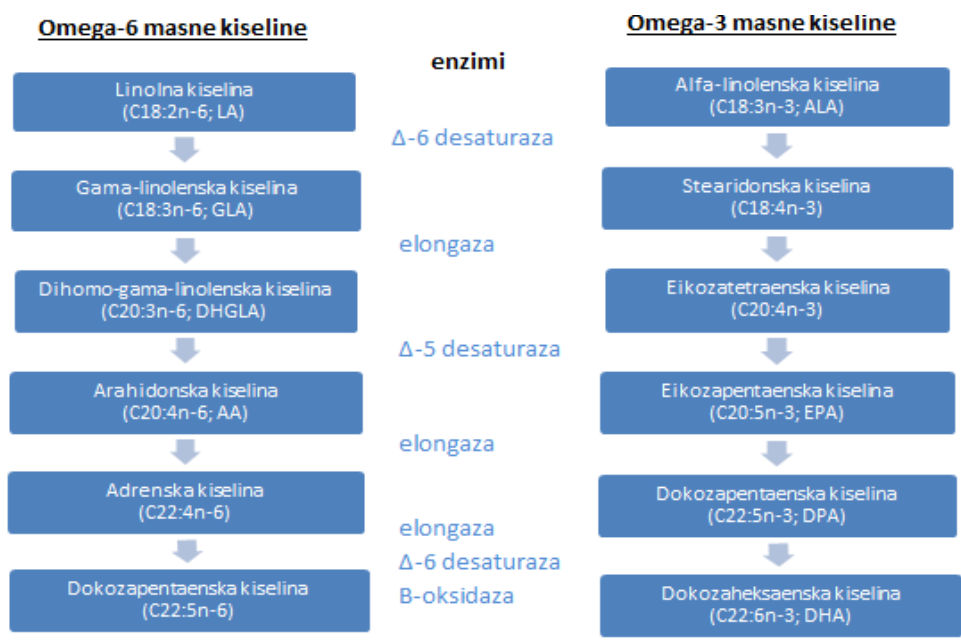 Omega-6 masne kiseline
Linolna kiselina
(C18:2n-6; LA)
Gama-linolenska kiselina
(C18:3n-6; GLA)
Dihomo-gama-linolenska kiselina
(C20:3n-6; DHGLA)
Arahidonska kiselina
(C20:4n-6; AA)
Adrenska kiselina
(C22:4n-6)
Dokozapentaenska kiselina
(C22:5n-6)
enzimi
Δ-6 desaturaza
elongaza
Δ-5 desaturaza
elongaza
elongaza
Δ-6 desaturaza
B-oksidaza
Omega-3 masne kiseline
Alfa-linolenska kiselina
(C18:3n-3; ALA)
Stearidonska kiselina
(C18:4n-3)
Eikozatetraenska kiselina
(C20:4n-3)
Eikozapentaenska kiselina
(C20:5n-3; EPA)
Dokozapentaenska kiselina
(C22:5n-3; DPA)
Dokozaheksaenska kiselina
(C22:6n-3; DHA)